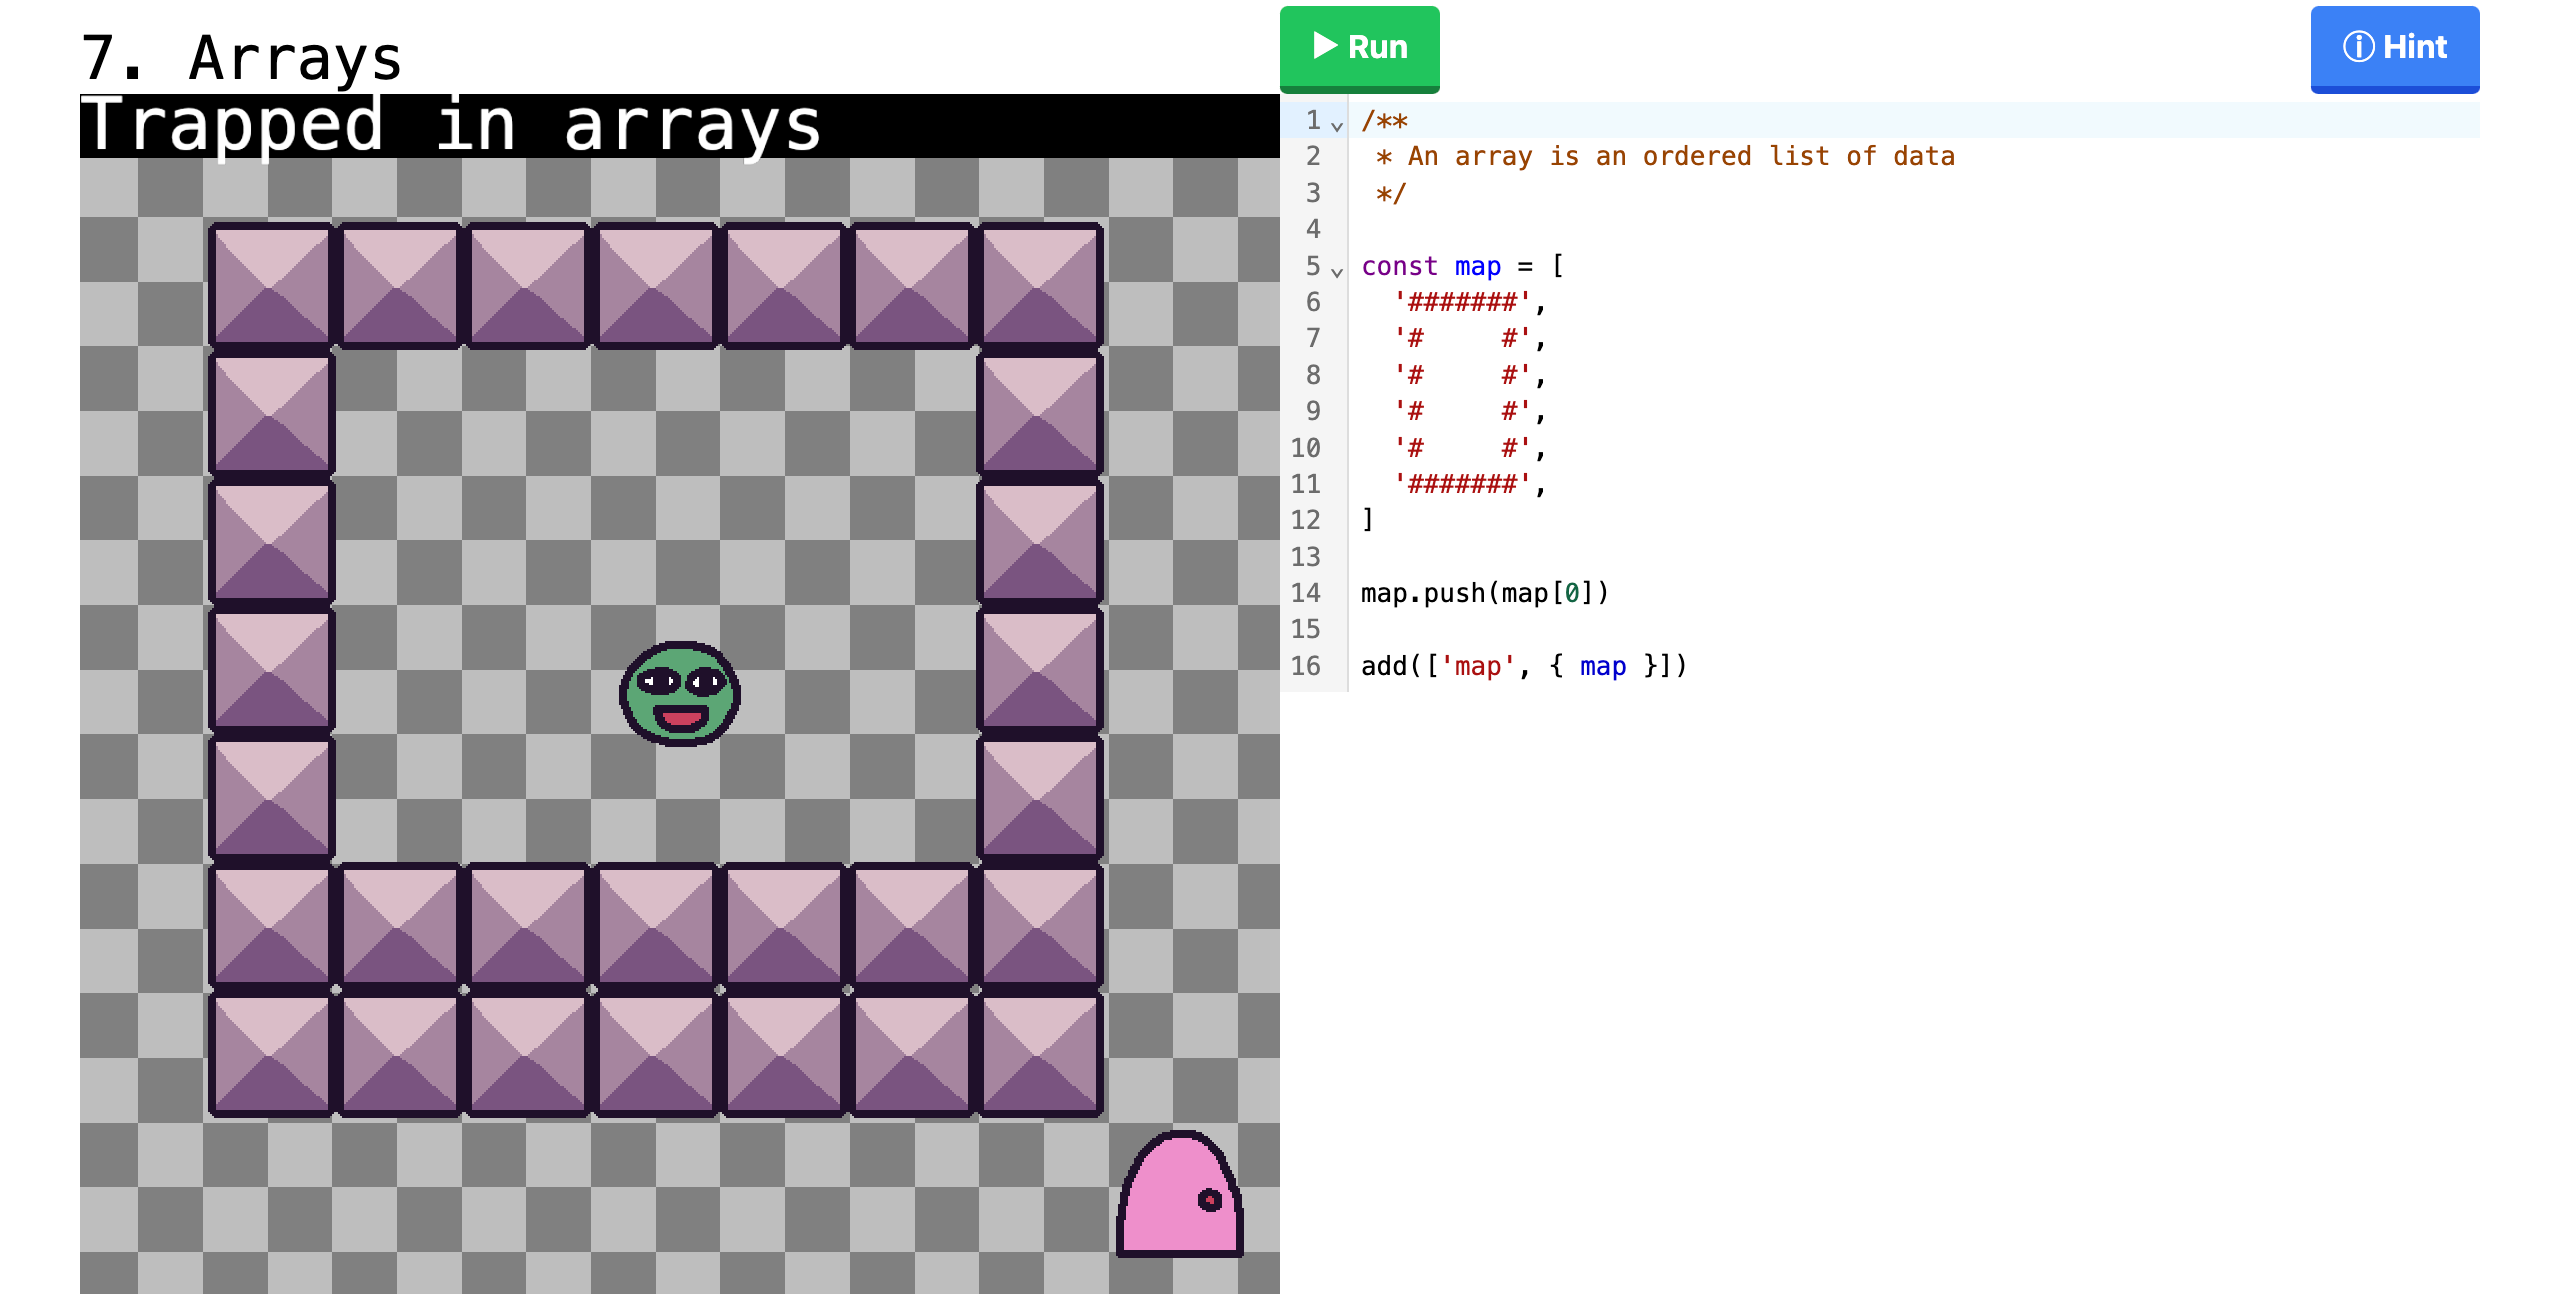 7. Arrays
Trapped in arrays
Run
Hint
1 /**
2  * An array is an ordered list of data
3  */
4
5 const map = [
6   '#######',
7   '#     #',
8   '#     #',
9   '#     #',
10   '#     #',
11   '#######',
12 ]
13
14 map.push(map[0])
15
16 add(['map', { map }])